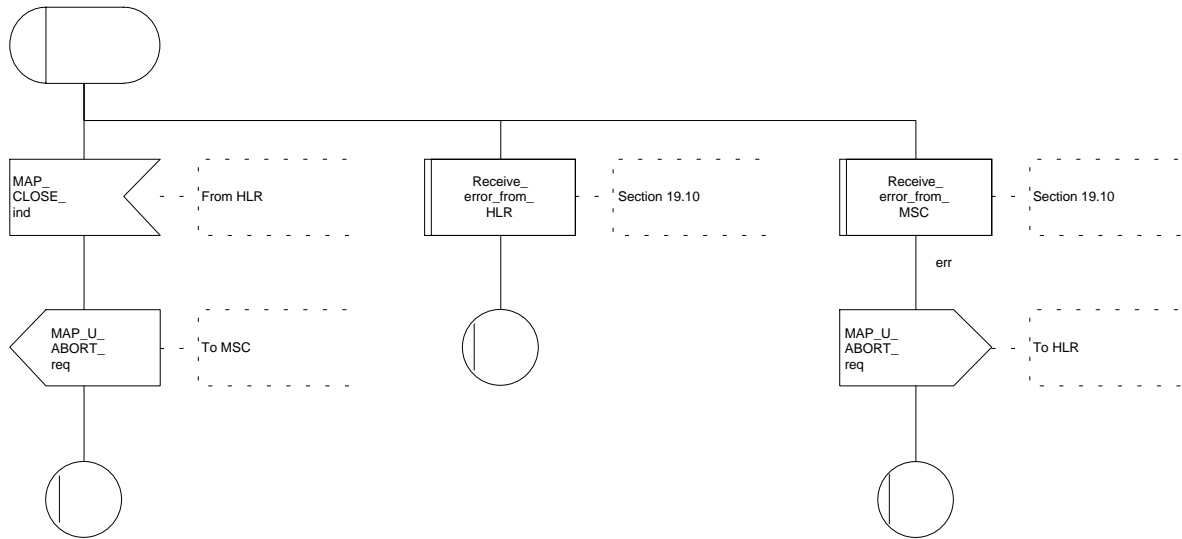 MAP_
CLOSE_
ind
From HLR
Receive_
error_from_
HLR
Section 19.10
Receive_
error_from_
MSC
Section 19.10
err
MAP_U_
ABORT_
req
To MSC
MAP_U_
ABORT_
req
To HLR